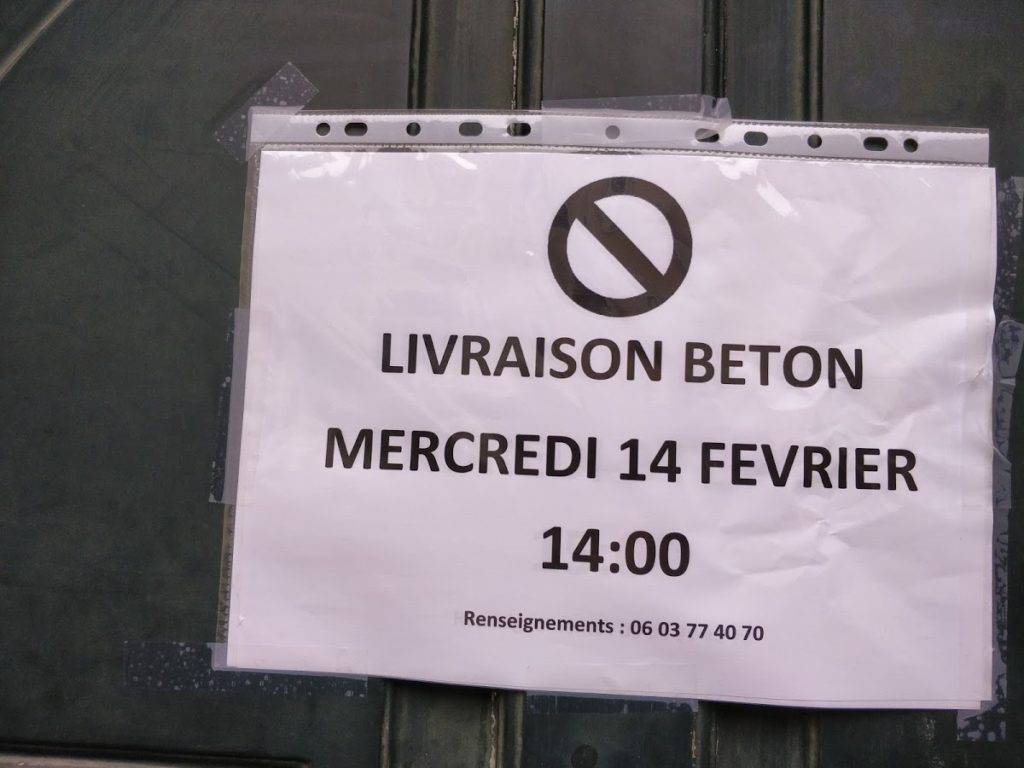 LIVRAISON BETON
MERCREDI 14 FEVRIER
14:00
Renseignements : 06 03 77 40 70